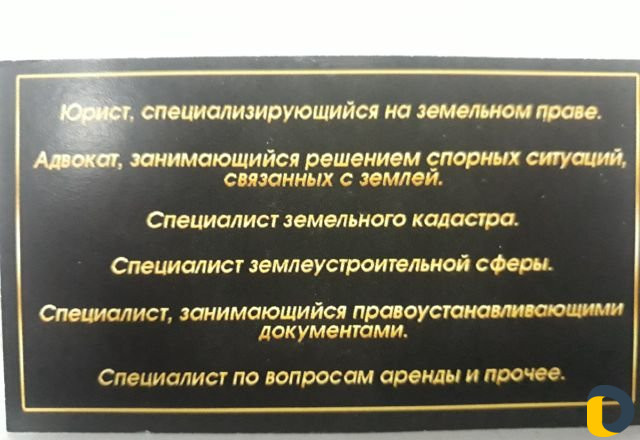 Юрист, специализирующийся на земельном праве.
Адвокат, занимающийся решением спорных ситуаций,
связанных с землей.
Специалист земельного кадастра.
Специалист землеустроительной сферы.
Специалист, занимающийся правоустанавливающими
документами.
Специалист по вопросам аренды и прочее.